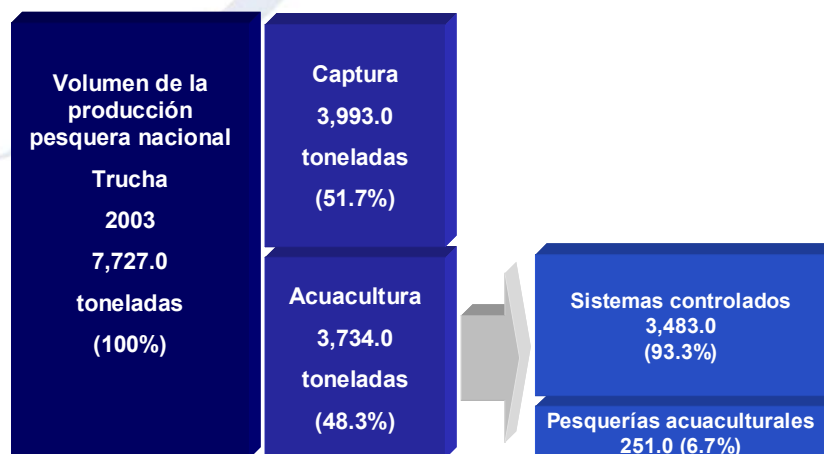 Volumen de la
producción
pesquera nacional
Trucha
2003
7,727.0
toneladas
(100%)
Captura
3,993.0
toneladas
(51.7%)
Acuacultura
3,734.0
toneladas
(48.3%)
Sistemas controlados
3,483.0
(93.3%)
Pesquerías acuaculturales
251.0 (6.7%)